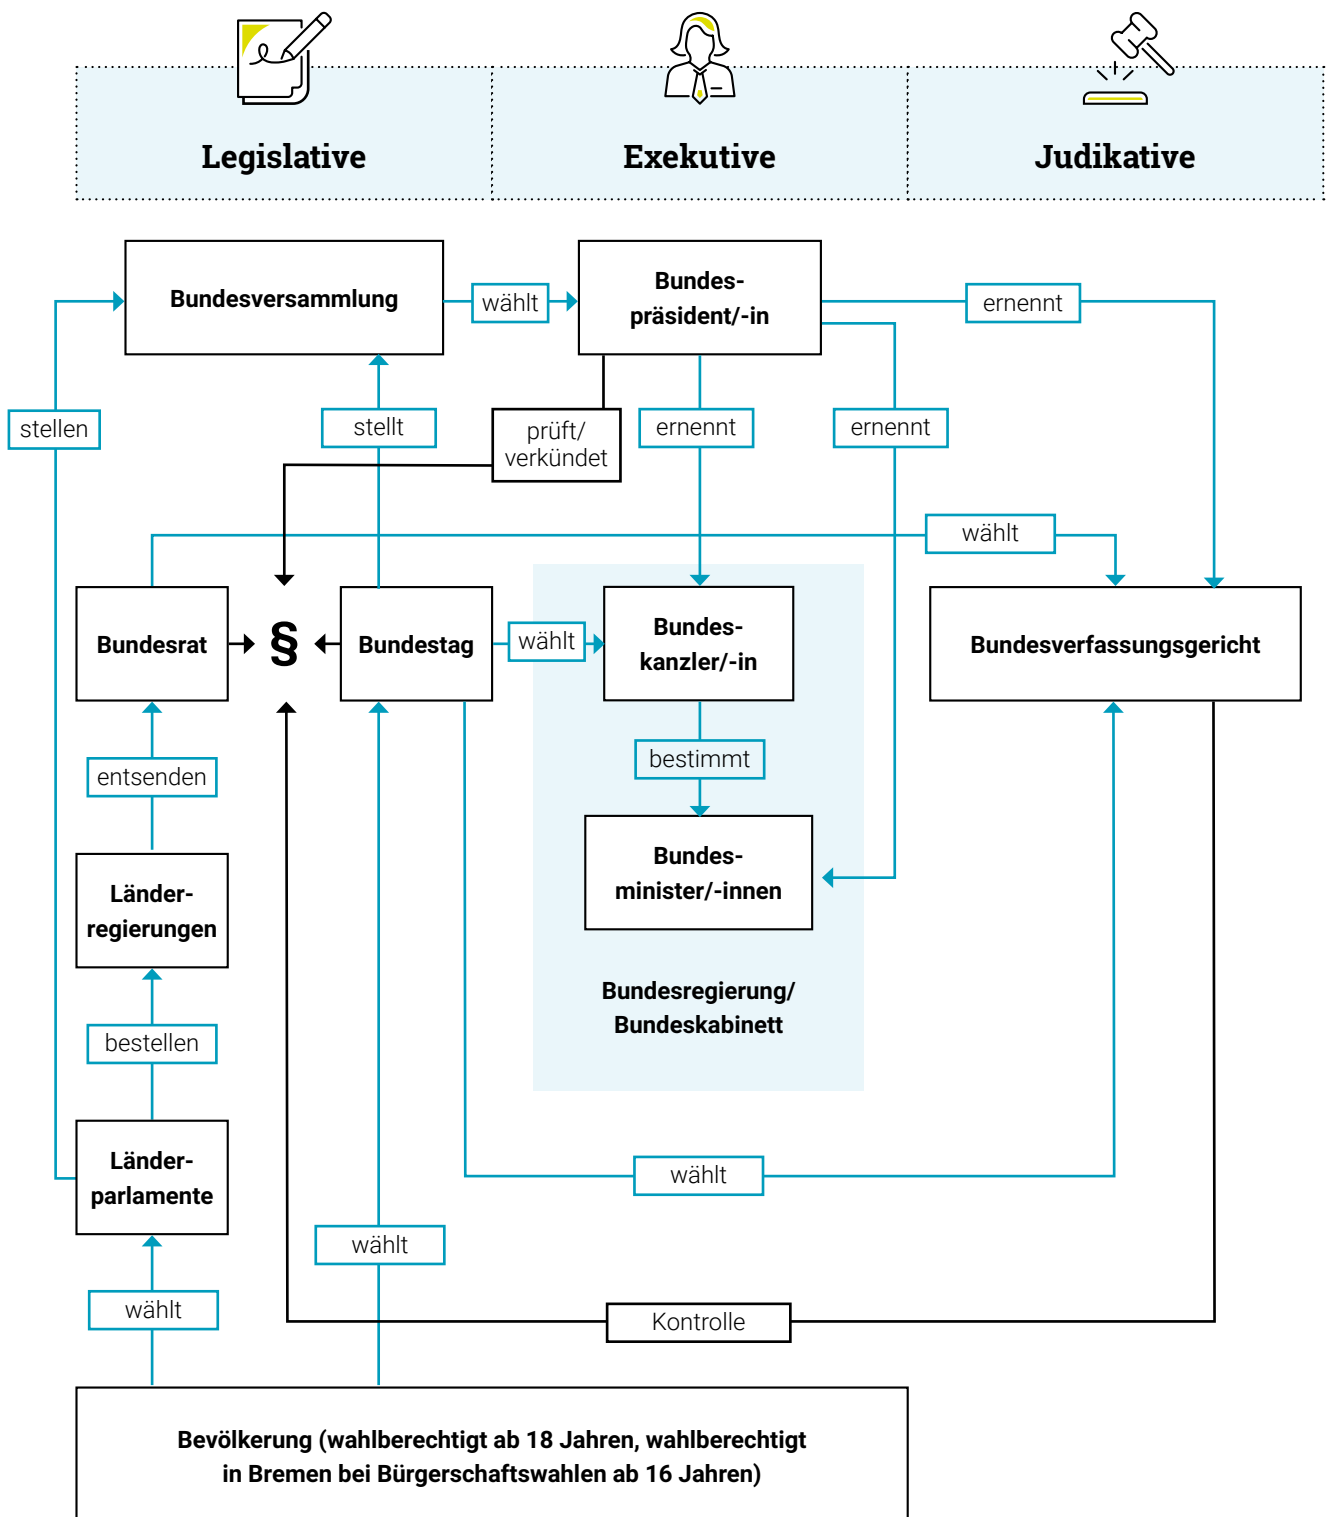 Legislative
Exekutive
Judikative
Bundesversammlung
wählt
Bundes-
präsident/-in
ernennt
stellen
stellt
prüft/
verkündet
ernennt
ernennt
wählt
Bundesrat
§
Bundestag
wählt
Bundes-
kanzler/-in
Bundesverfassungsgericht
entsenden
bestimmt
Länder-
regierungen
Bundes-
minister/-innen
Bundesregierung/
Bundeskabinett
bestellen
Länder-
parlamente
wählt
wählt
wählt
Kontrolle
Bevölkerung (wahlberechtigt ab 18 Jahren, wahlberechtigt
in Bremen bei Bürgerschaftswahlen ab 16 Jahren)